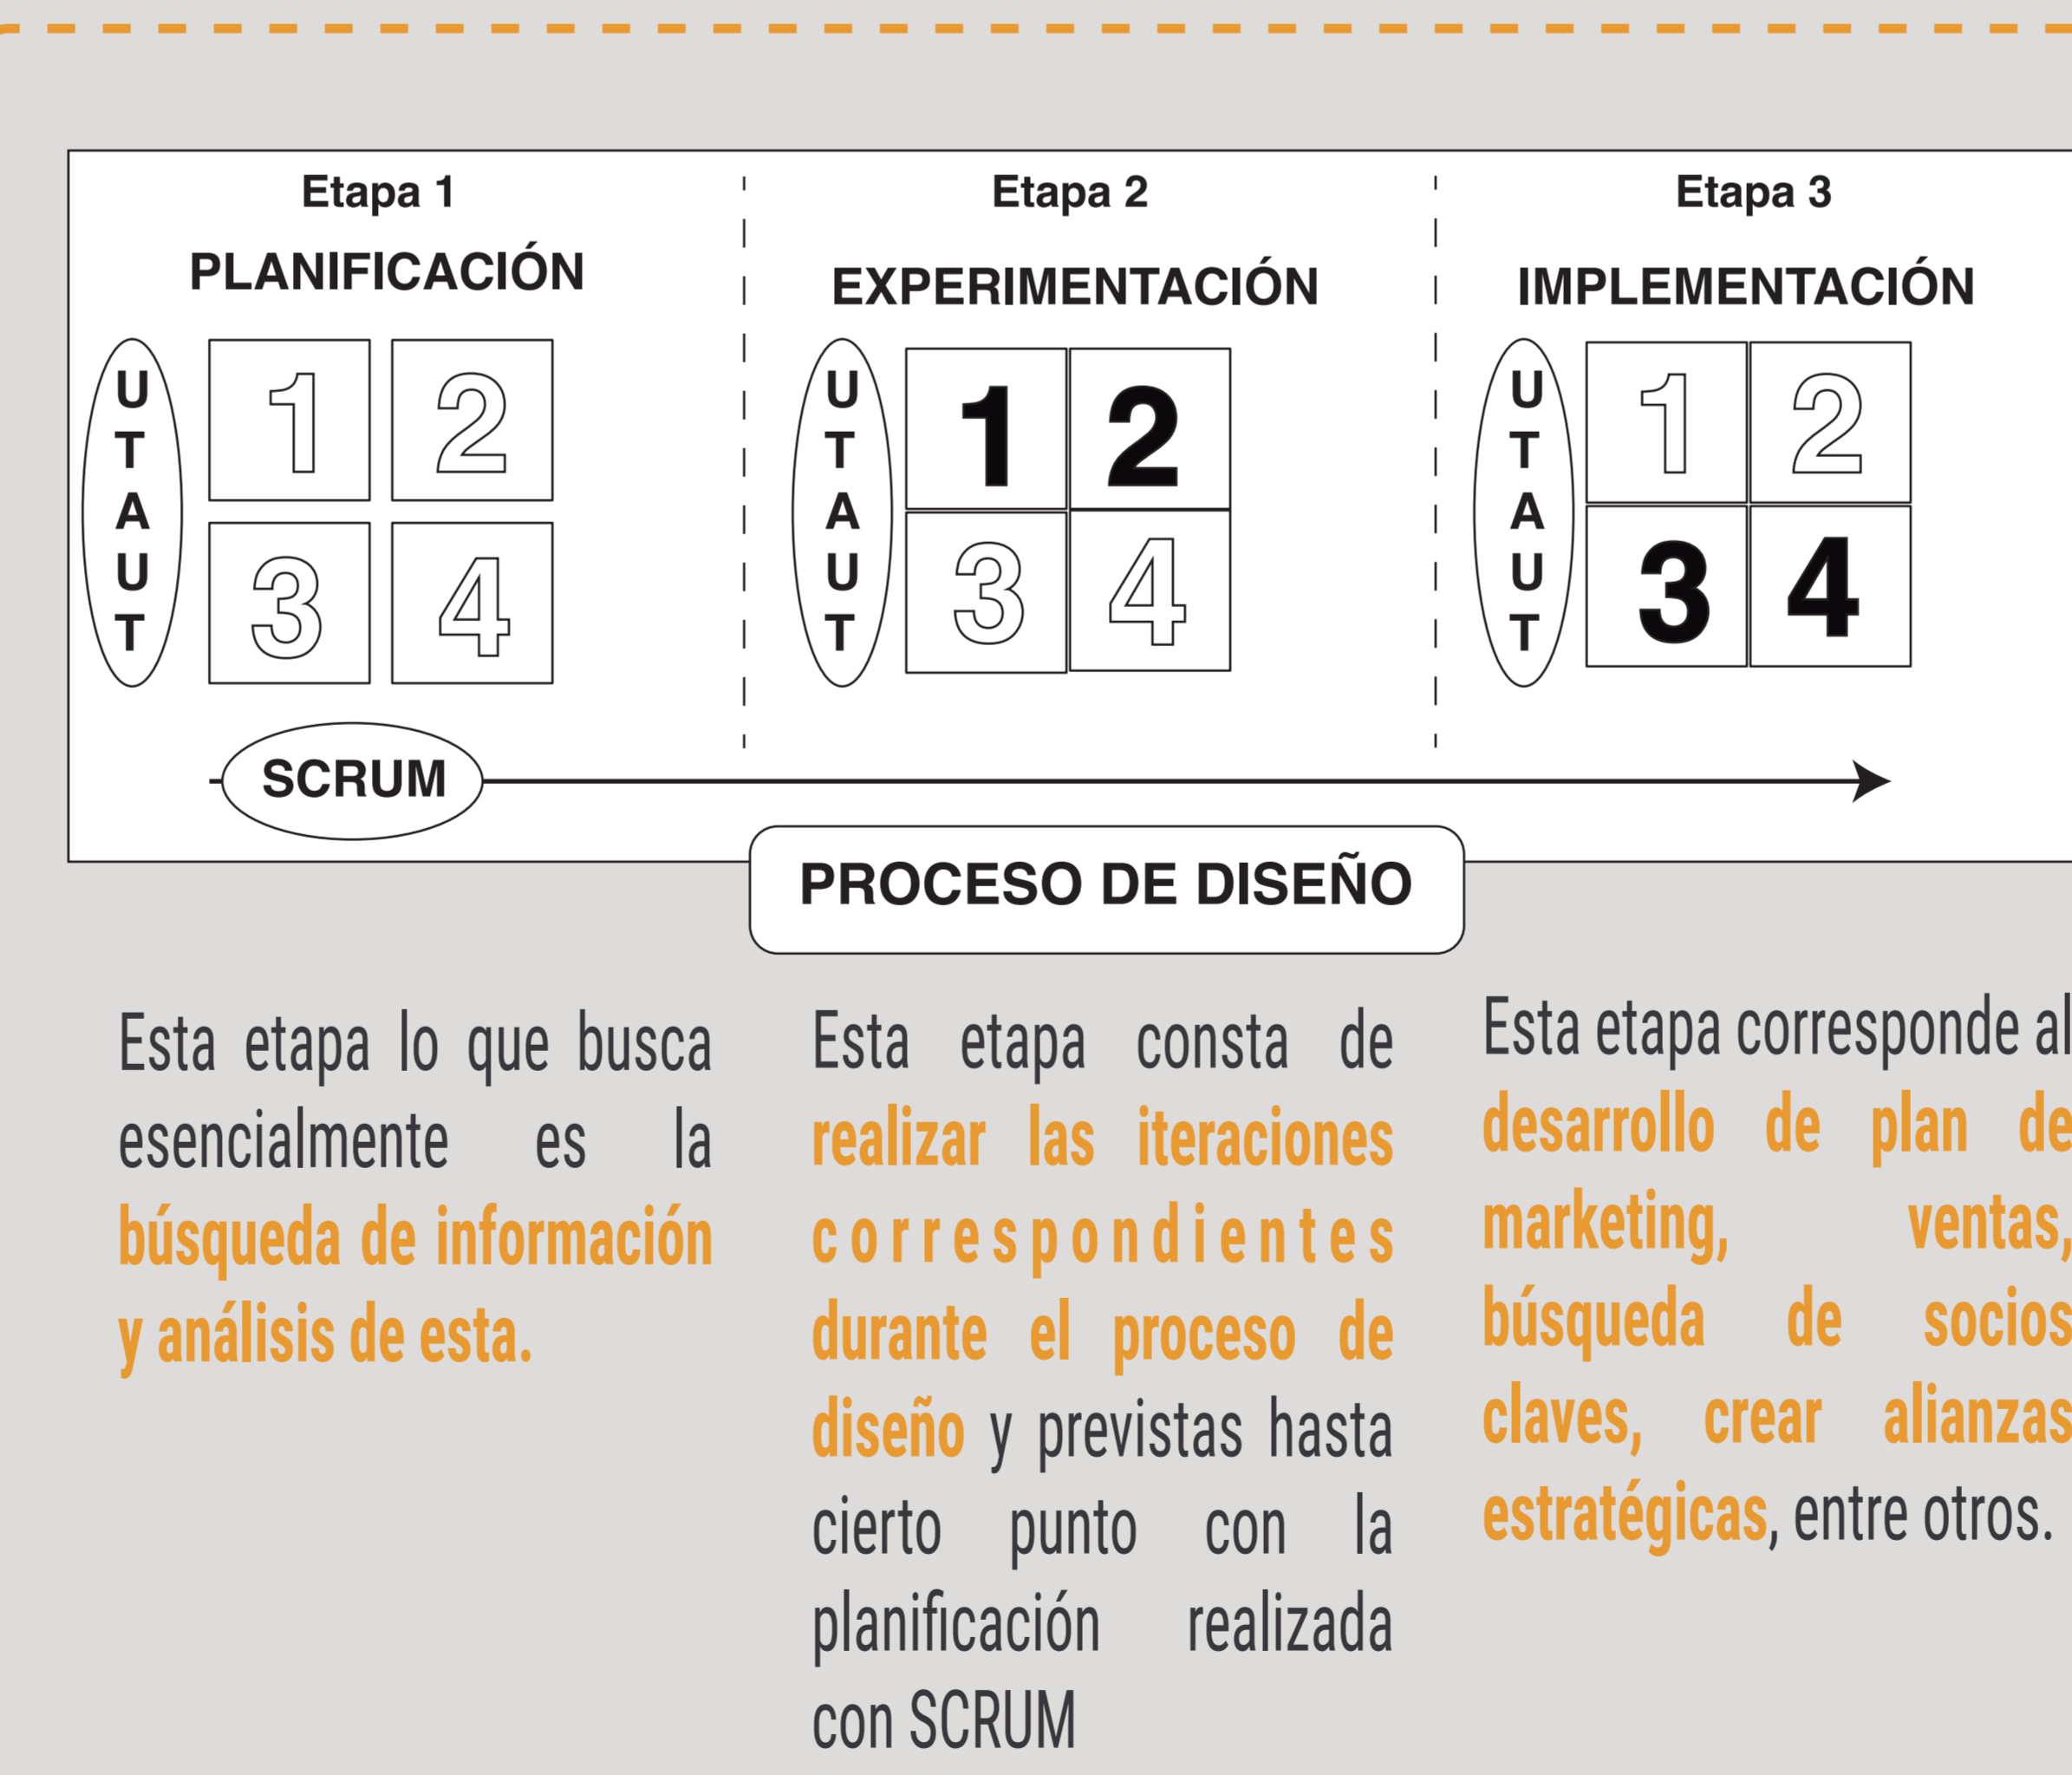 Etapa 1
PLANIFICACIÓN
U
T
A
U
T
1 2
3 4
Etapa 2
EXPERIMENTACIÓN
U
T
A
U
T
1 2
3 4
Etapa 3
IMPLEMENTACIÓN
U
T
A
U
T
1 2
3 4
SCRUM
PROCESO DE DISEÑO
Esta etapa lo que busca
esencialmente es la
búsqueda de información
y análisis de esta.
Esta etapa consta de
realizar las iteraciones
correspondientes
durante el proceso de
diseño y previstas hasta
cierto punto con la
planificación realizada
con SCRUM
Esta etapa corresponde al
desarrollo de plan de
marketing, ventas,
búsqueda de socios
claves, crear alianzas
estratégicas, entre otros.